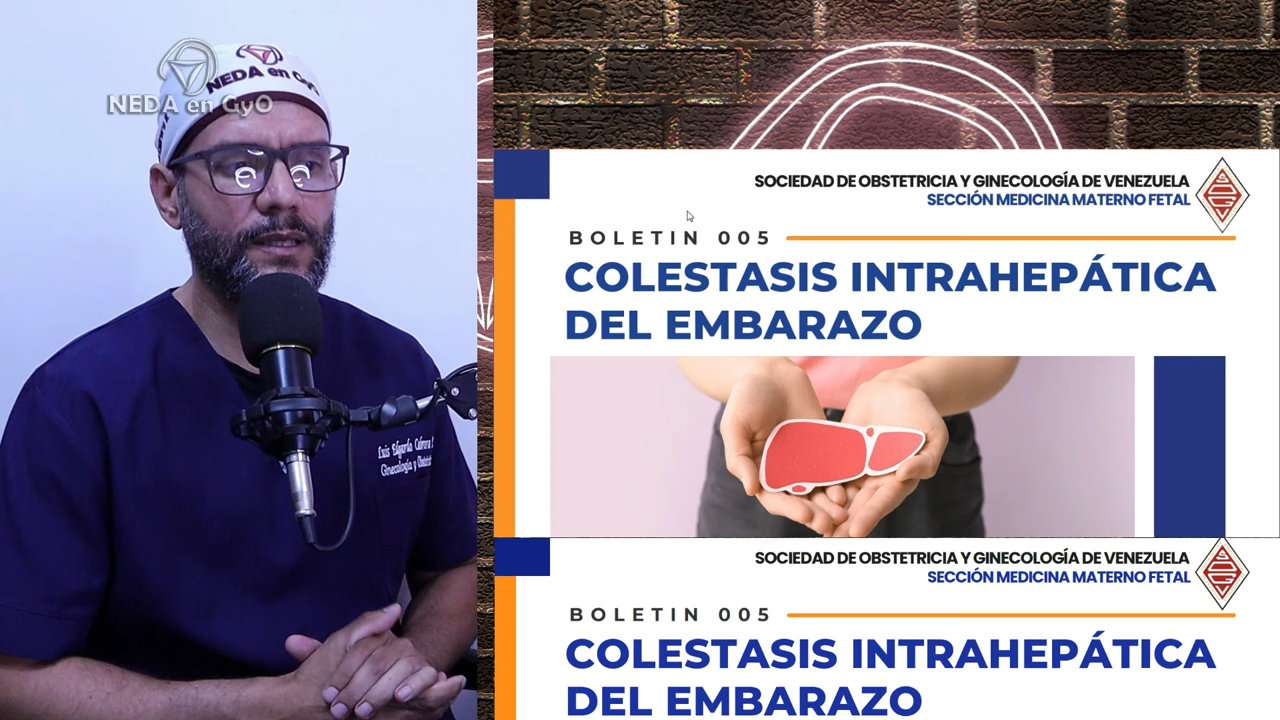 NEDA en GyO
NEDA en GyO
Luis Edgardo Cabrera
Ginecología y Obstetri
SOCIEDAD DE OBSTETRICIA Y GINECOLOGÍA DE VENEZUELA
SECCIÓN MEDICINA MATERNO FETAL
BOLETIN 005
COLESTASIS INTRAHEPÁTICA
DEL EMBARAZO
SOCIEDAD DE OBSTETRICIA Y GINECOLOGÍA DE VENEZUELA
SECCIÓN MEDICINA MATERNO FETAL
BOLETIN 005
COLESTASIS INTRAHEPÁTICA
DEL EMBARAZO